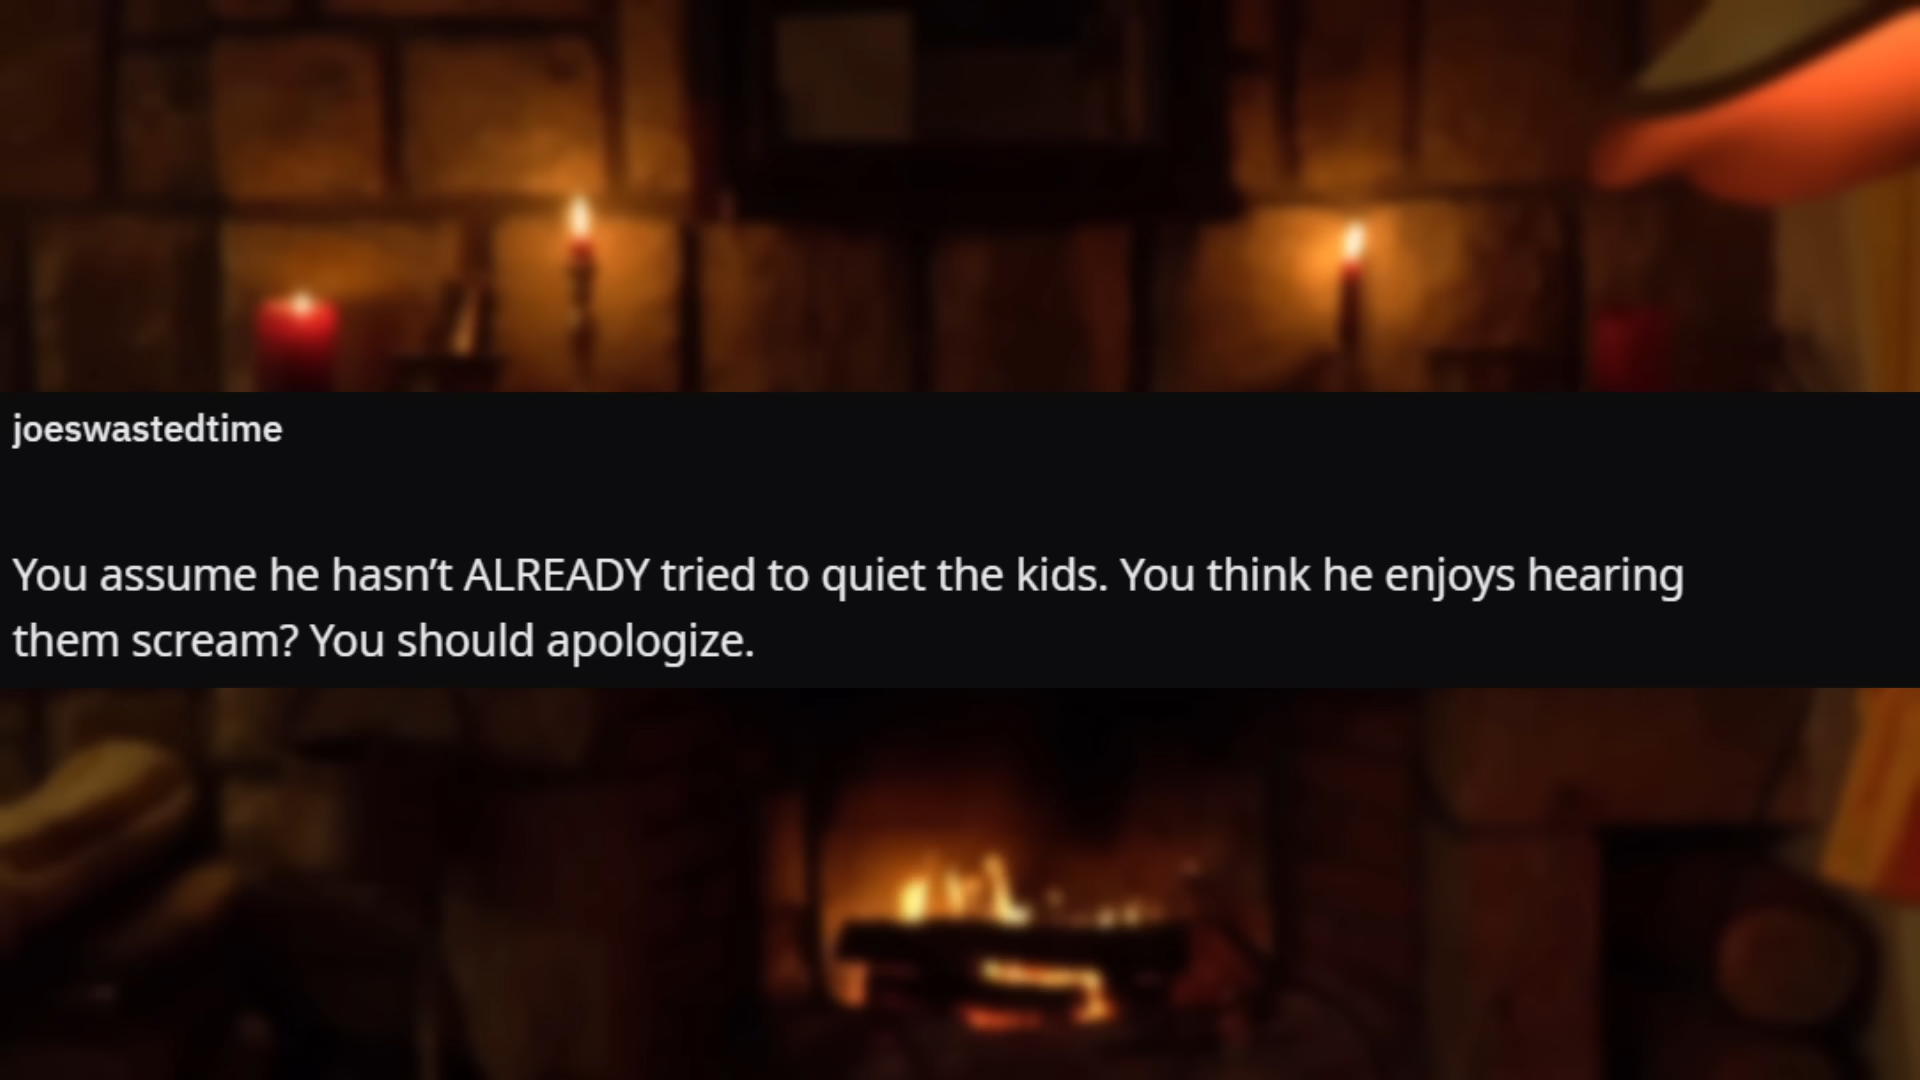 joeswastedtime
You assume he hasn’t ALREADY tried to quiet the kids. You think he enjoys hearing
them scream? You should apologize.